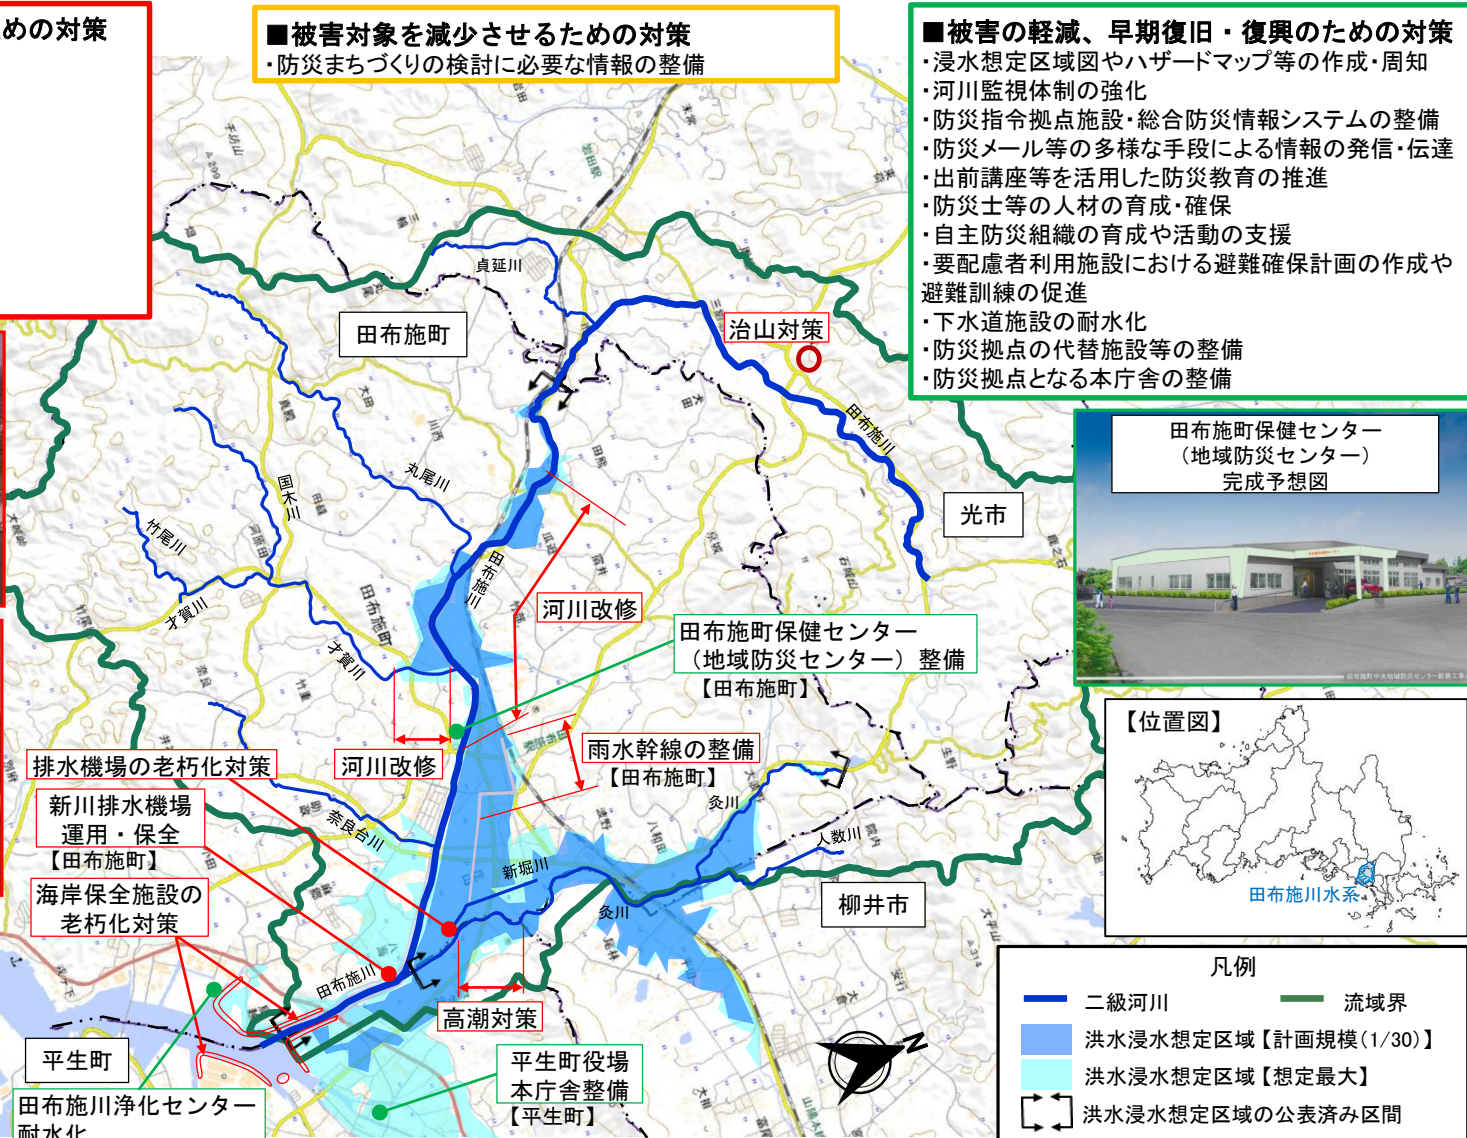 めの対策
■被害対象を減少させるための対策
・防災まちづくりの検討に必要な情報の整備
■被害の軽減、早期復旧・復興のための対策
・浸水想定区域図やハザードマップ等の作成・周知
・河川監視体制の強化
・防災指令拠点施設・総合防災情報システムの整備
・防災メール等の多様な手段による情報の発信・伝達
・出前講座等を活用した防災教育の推進
・防災士等の人材の育成・確保
・自主防災組織の育成や活動の支援
・要配慮者利用施設における避難確保計画の作成や
避難訓練の促進
・下水道施設の耐水化
・防災拠点の代替施設等の整備
・防災拠点となる本庁舎の整備
岩田駅
貞延川
田布施町
治山対策
田布施川
丸尾川
国木川
竹尾川
才賀川
田布施町
才賀川
田布施川
光市
河川改修
田布施町保健センター
（地域防災センター）
完成予想図
田布施町保健センター
（地域防災センター）整備
【田布施町】
河川改修
雨水幹線の整備
【田布施町】
排水機場の老朽化対策
新川排水機場
運用・保全
【田布施町】
海岸保全施設の
老朽化対策
奈良台川
新堀川
灸川
人数川
灸川
柳井市
田布施川
高潮対策
平生町
平生町役場
本庁舎整備
【平生町】
田布施川浄化センター
耐水化
N
【位置図】
田布施川水系
凡例
二級河川
流域界
洪水浸水想定区域【計画規模(1/30)】
洪水浸水想定区域【想定最大】
洪水浸水想定区域の公表済み区間